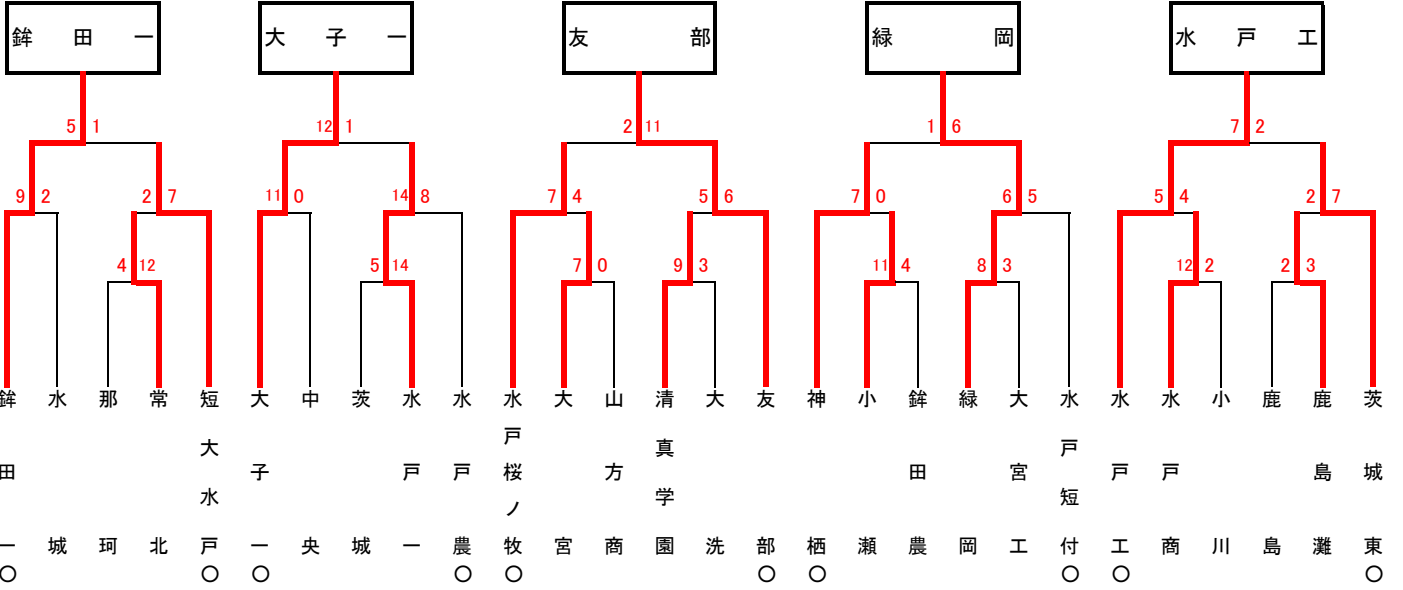 鉾田一 大子一 友部 緑岡 水戸工
5 1 12 1 2 11 1 6 7 2
9 2 2 7 11 0 14 8 7 4 5 6 7 0 6 5 5 4 2 7
4 12 5 14 7 0 9 3 11 4 8 3 12 2 2 3
鉾田一○
水城
那珂
常北
短大水戸○
大子一○
中央
茨城
水戸一
水戸農○
水戸桜ノ牧○
大宮
山方商
清真学園
大洗
友部○
神栖○
小瀬
鉾田農
緑岡
大宮工
水戸短付○
水戸工○
水戸商
小川
鹿島
鹿島灘
茨城東○